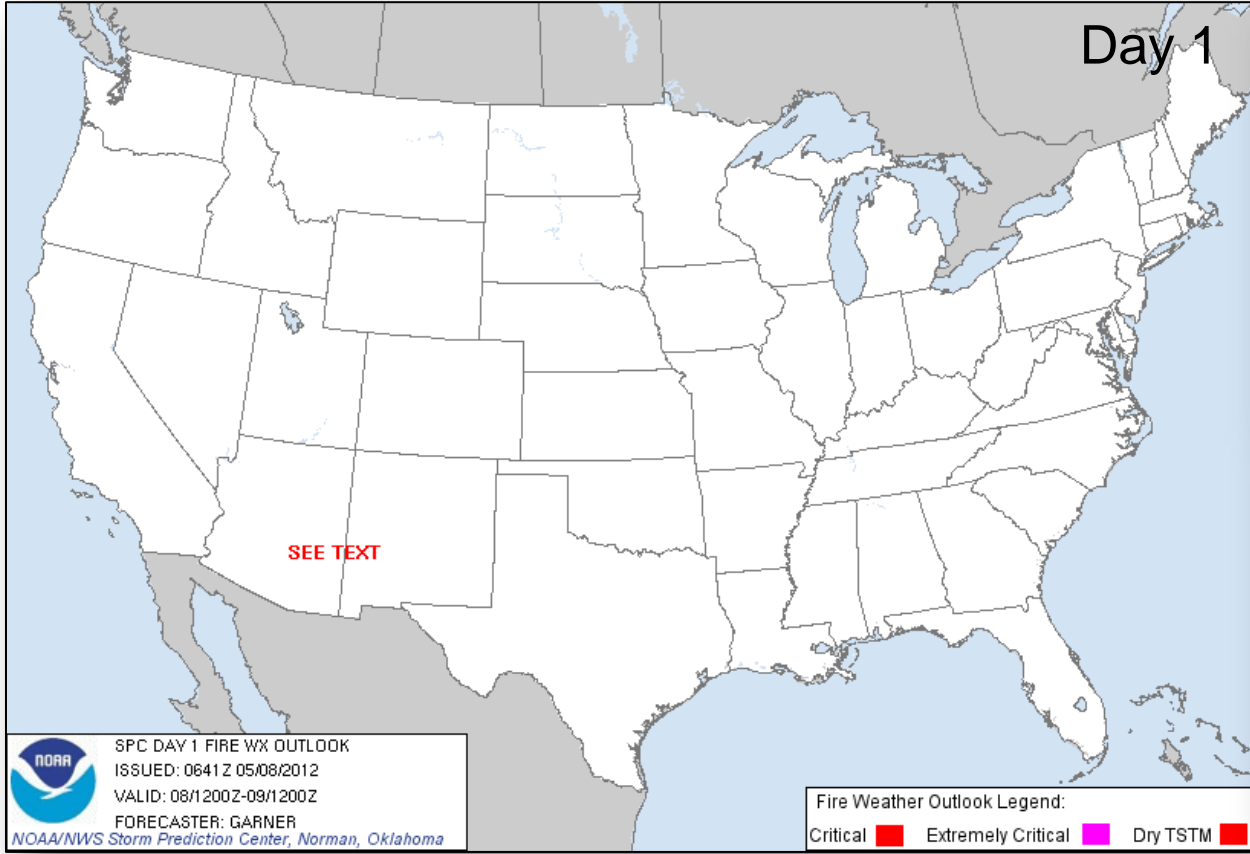 Day 1
SEE TEXT
NOAA
SPC DAY 1 FIRE WX OUTLOOK
ISSUED: 0641Z 05/08/2012
VALID: 08/1200Z-09/1200Z
FORECASTER: GARNER
NOAA/NWS Storm Prediction Center, Norman, Oklahoma
Fire Weather Outlook Legend:
Critical Extremely Critical Dry TSTM